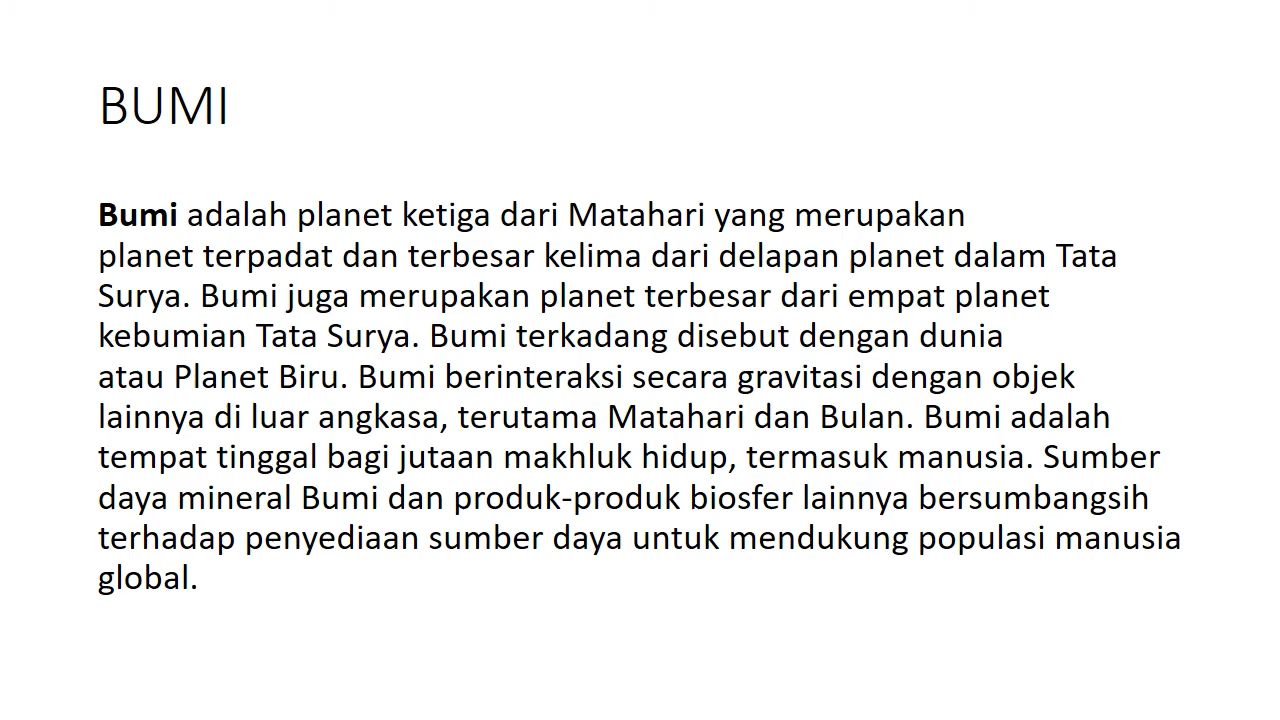 BUMI
Bumi adalah planet ketiga dari Matahari yang merupakan
planet terpadat dan terbesar kelima dari delapan planet dalam Tata
Surya. Bumi juga merupakan planet terbesar dari empat planet
kebumian Tata Surya. Bumi terkadang disebut dengan dunia
atau Planet Biru. Bumi berinteraksi secara gravitasi dengan objek
lainnya di luar angkasa, terutama Matahari dan Bulan. Bumi adalah
tempat tinggal bagi jutaan makhluk hidup, termasuk manusia. Sumber
daya mineral Bumi dan produk-produk biosfer lainnya bersumbangsih
terhadap penyediaan sumber daya untuk mendukung populasi manusia
global.